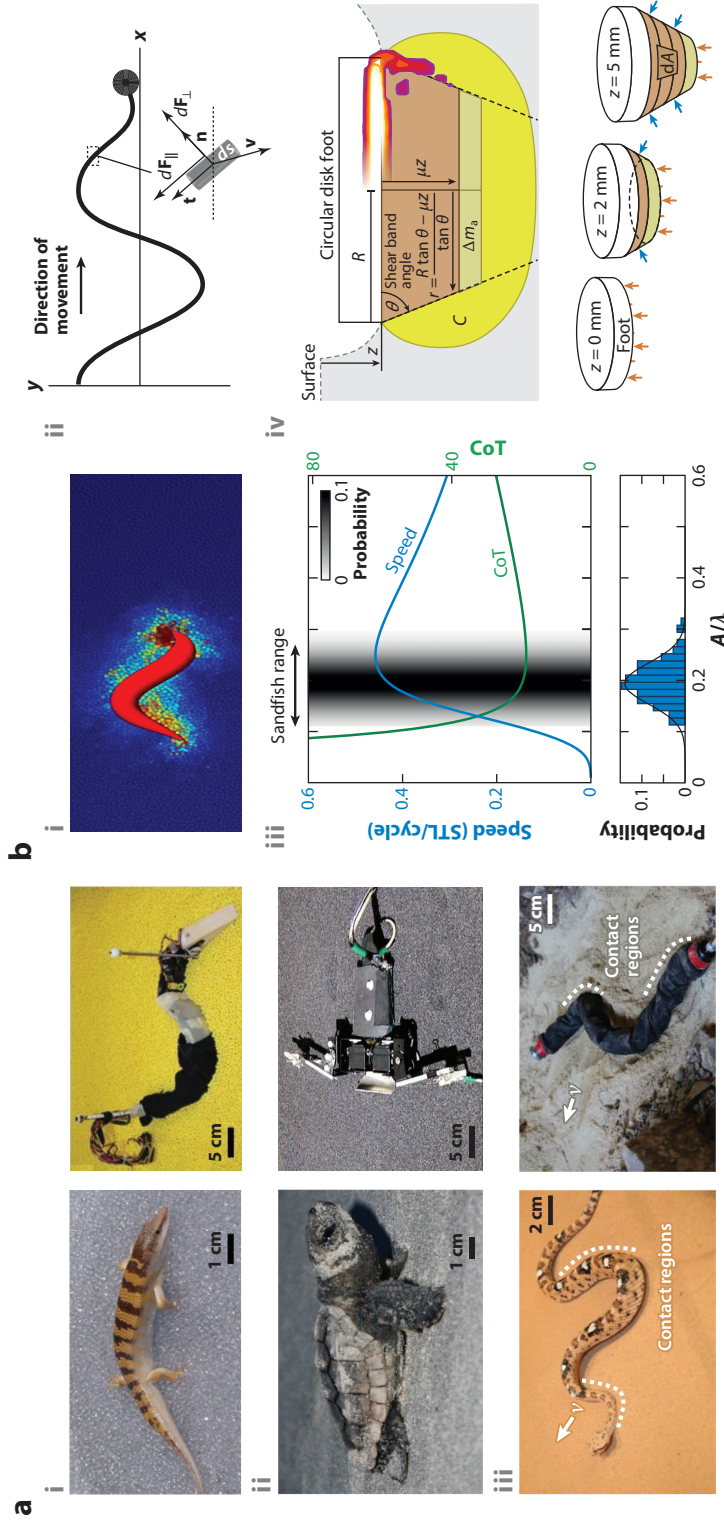 a
i
1 cm
5 cm
ii
1 cm
5 cm
iii
v
Contact regions
2 cm
v
Contact
regions
5 cm
b
i
ii
y
Direction of
movement
x
dF∥
dF⊥
t
n
ds
v
iii
Sandfish range
0.6
0.4
0.2
0
Speed (STL/cycle)
80
40
0
CoT
0
0.1
Probability
Speed
CoT
0.1
0
Probability
0
0.2
0.4
0.6
A/λ
iv
Surface
Circular disk foot
z
R
θ
Shear band
angle
r = R tan θ − μz / tan θ
μz
Δmₐ
C
z = 0 mm
Foot
z = 2 mm
z = 5 mm
dA